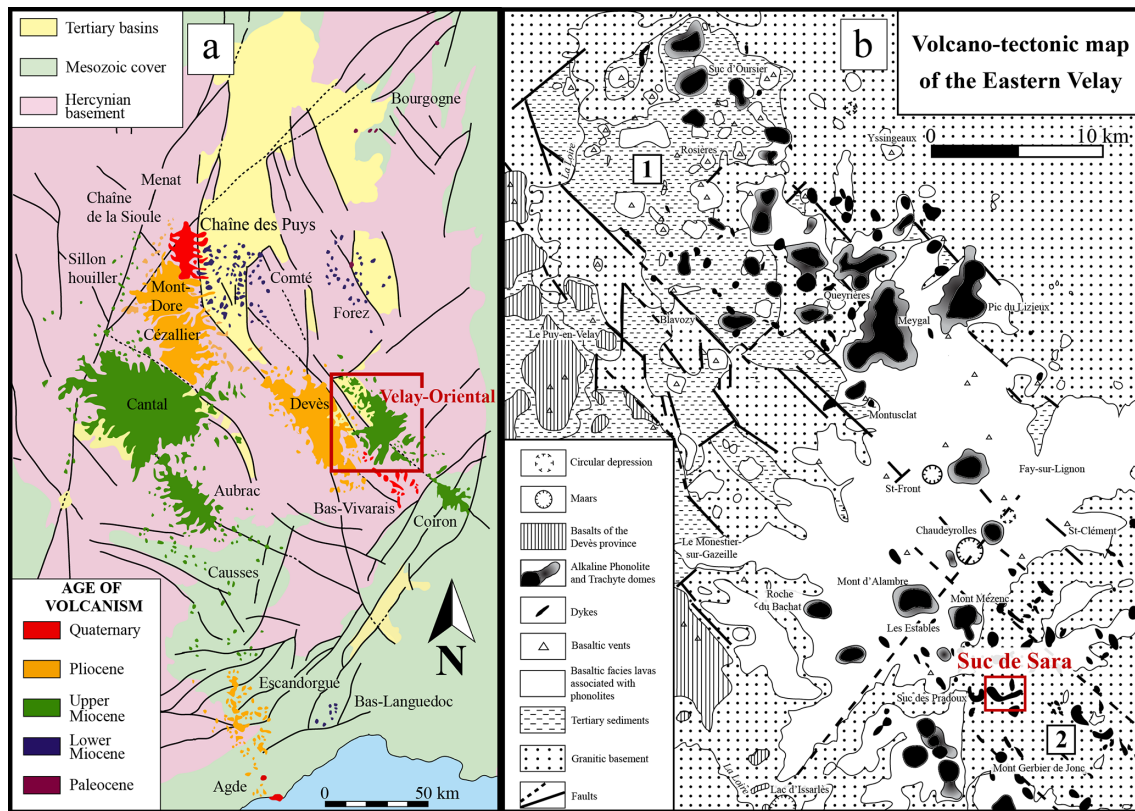 Tertiary basins
Mesozoic cover
Hercynian
basement
a
Bourgogne
Menat
Chaîne
de la Sioule
Chaîne des Puys
Sillon
houiller
Comté
Mont-
Dore
Forez
Cézallier
Velay-Oriental
Cantal
Devès
Aubrac
Bas-Vivarais
Coiron
Causses
AGE OF
VOLCANISM
Quaternary
Pliocene
Upper
Miocene
Lower
Miocene
Paleocene
N
Escandorgue
Bas-Languedoc
Agde
0
50 km
b
Volcano-tectonic map
of the Eastern Velay
0
10 km
Suc d'Oursier
Yssingeaux
La Loire
Rosières
1
Queyrières
Pic du Lizieux
Meygal
Blavozy
Le Puy-en-Velay
Montusclat
Fay-sur-Lignon
St-Front
Chaudeyrolles
St-Clément
Le Monestier
-sur-Gazeille
Mont d'Alambre
Roche
du Bachat
Mont Mézenc
Les Estables
Suc de Sara
Suc des Pradoux
2
Mont Gerbier de Jonc
La Loire
Lac d'Issarlès
Circular depression
Maars
Basalts of the
Devès province
Alkaline Phonolite
and Trachyte domes
Dykes
Basaltic vents
Basaltic facies lavas
associated with
phonolites
Tertiary sediments
Granitic basement
Faults